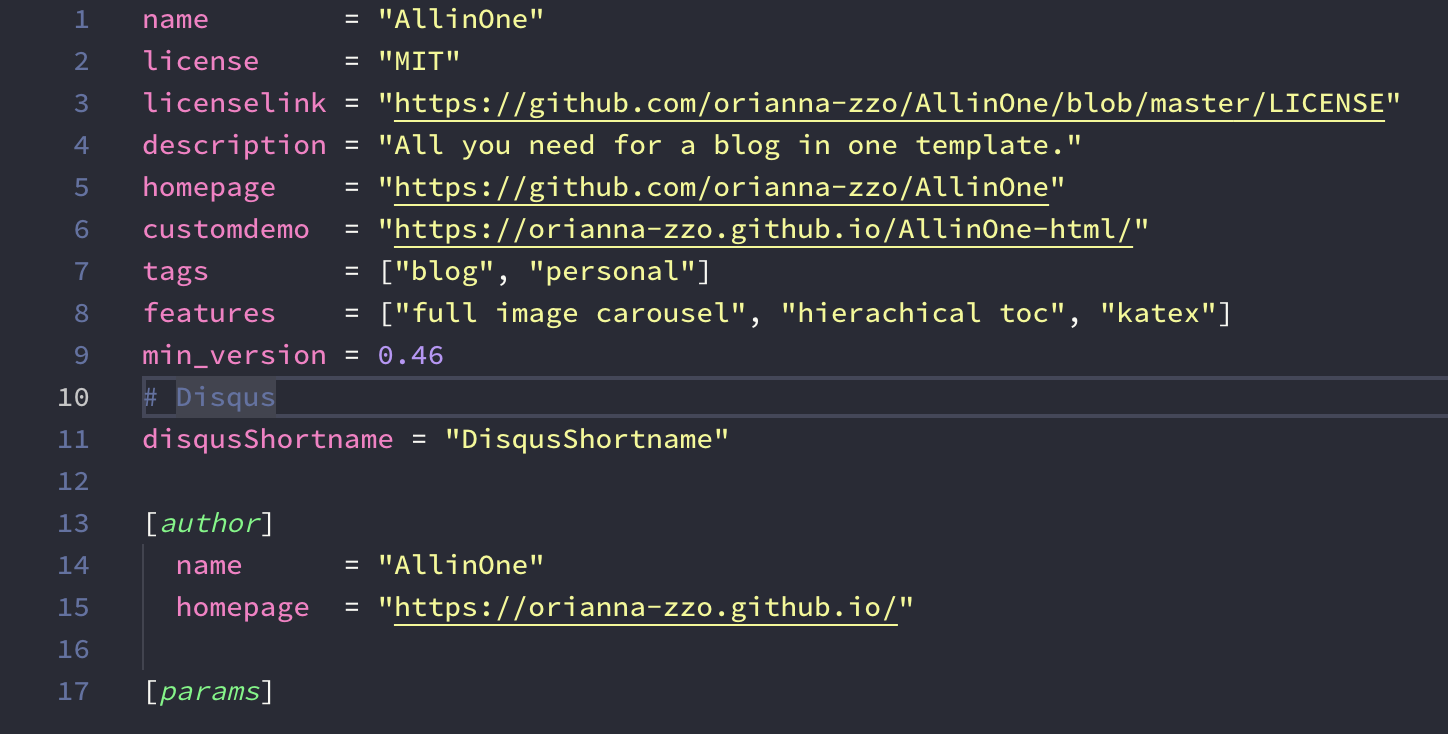 1 name        = "AllinOne"
2 license     = "MIT"
3 licenselink = "https://github.com/orianna-zzo/AllinOne/blob/master/LICENSE"
4 description = "All you need for a blog in one template."
5 homepage    = "https://github.com/orianna-zzo/AllinOne"
6 customdemo  = "https://orianna-zzo.github.io/AllinOne-html/"
7 tags        = ["blog", "personal"]
8 features    = ["full image carousel", "hierachical toc", "katex"]
9 min_version = 0.46
10 # Disqus
11 disqusShortname = "DisqusShortname"
12
13 [author]
14   name      = "AllinOne"
15   homepage  = "https://orianna-zzo.github.io/"
16
17 [params]